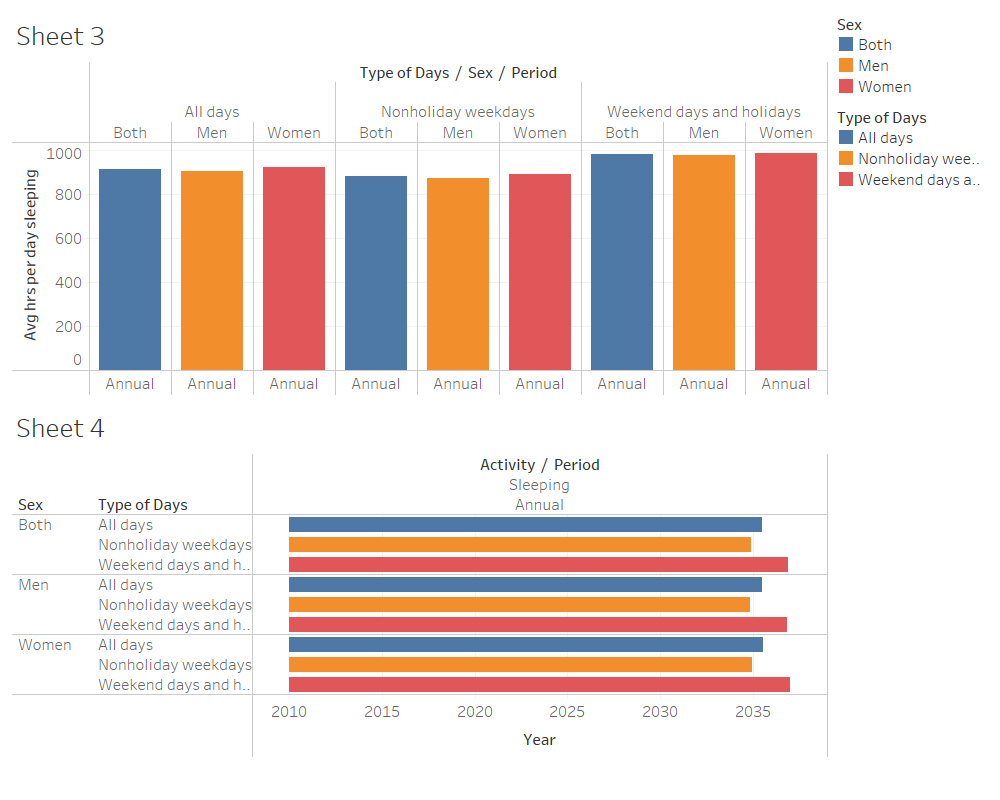 Sheet 3
Type of Days / Sex / Period
All days Nonholiday weekdays Weekend days and holidays
Both Men Women Both Men Women Both Men Women
1000
800
600
400
200
0
Avg hrs per day sleeping
Annual Annual Annual Annual Annual Annual Annual Annual Annual
Sex
Both
Men
Women
Type of Days
All days
Nonholiday wee..
Weekend days a..
Sheet 4
Activity / Period
Sleeping
Sex Type of Days Annual
Both All days
Nonholiday weekdays
Weekend days and h..
Men All days
Nonholiday weekdays
Weekend days and h..
Women All days
Nonholiday weekdays
Weekend days and h..
2010 2015 2020 2025 2030 2035
Year